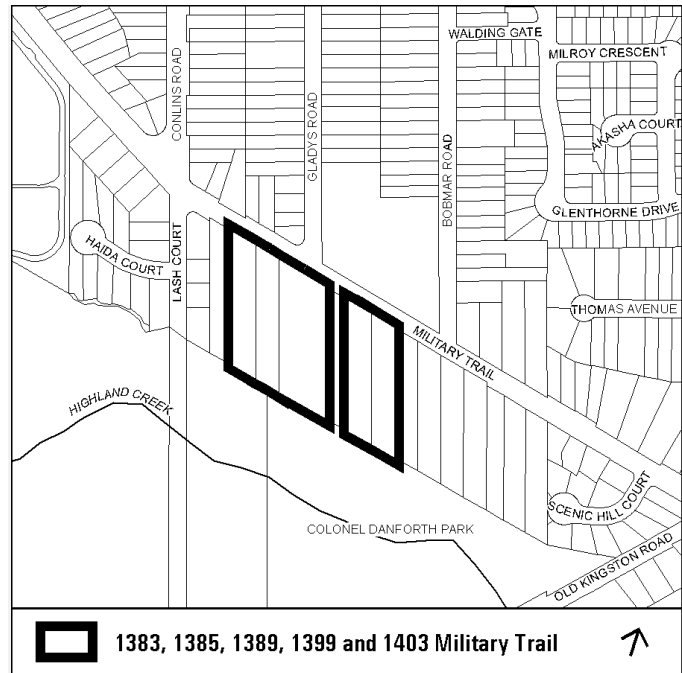 WALDING GATE
MILROY CRESCENT
CONLINS ROAD
GLADYS ROAD
BOBMAR ROAD
AKASHA COURT
GLENTHORNE DRIVE
HAIDA COURT
LASH COURT
THOMAS AVENUE
MILITARY TRAIL
HIGHLAND CREEK
SCENIC HILL COURT
COLONEL DANFORTH PARK
OLD KINGSTON ROAD
1383, 1385, 1389, 1399 and 1403 Military Trail